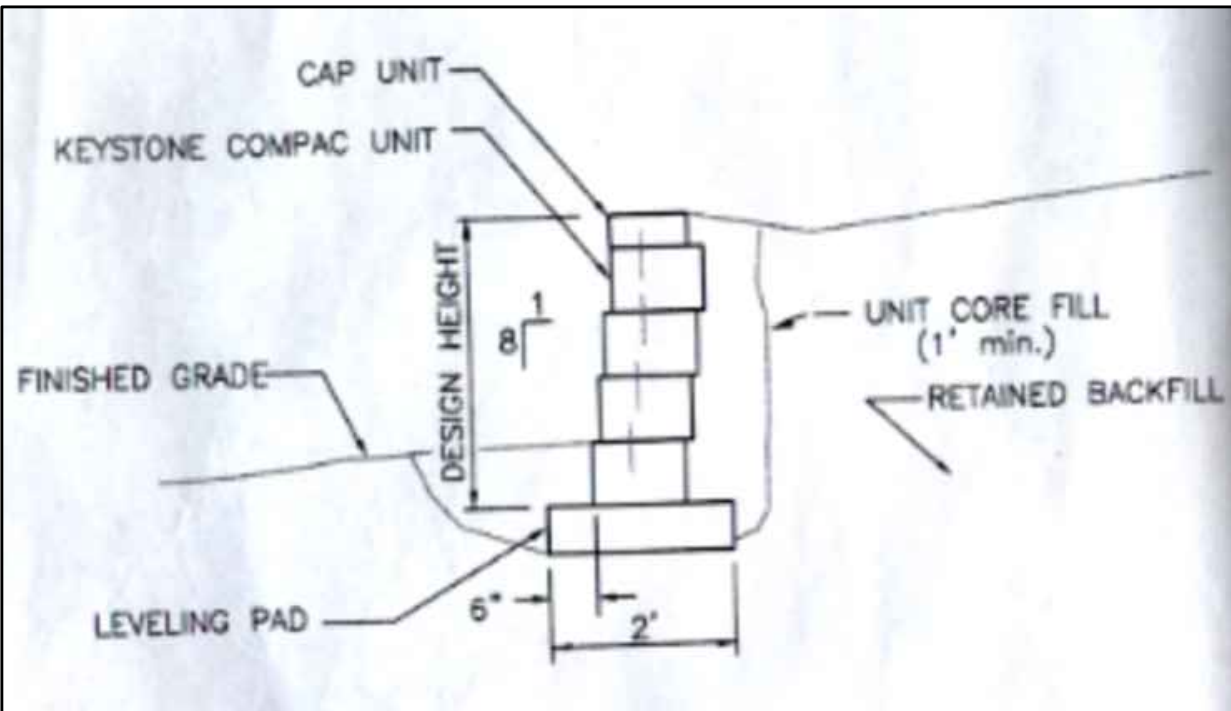 CAP UNIT
KEYSTONE COMPAC UNIT
DESIGN HEIGHT
1
8
UNIT CORE FILL
(1' min.)
FINISHED GRADE
RETAINED BACKFILL
LEVELING PAD
6"
2'